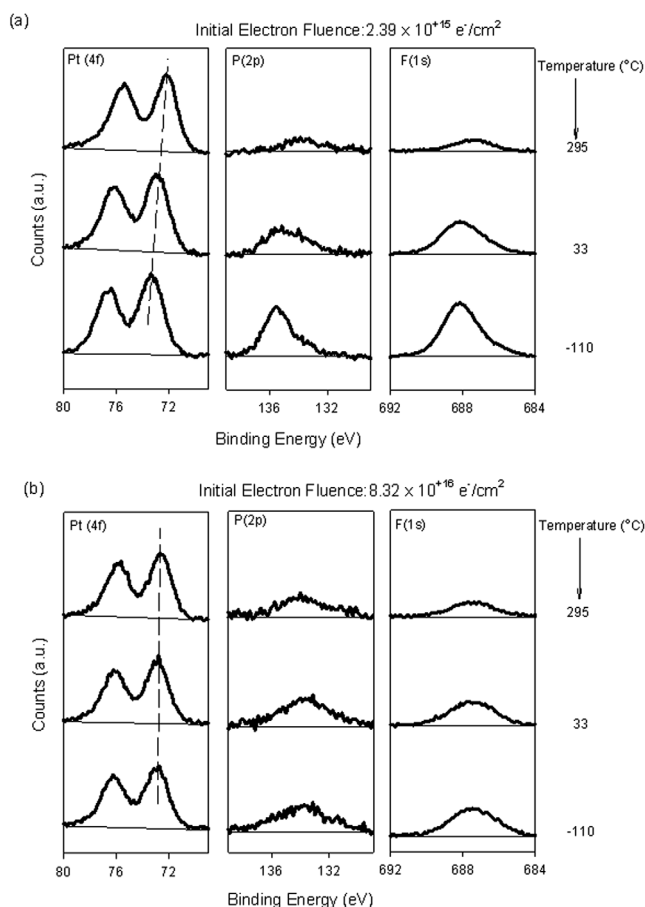 (a)
Initial Electron Fluence: 2.39 x 10⁺¹⁵ e⁻/cm²
Pt (4f) P(2p) F(1s) Temperature (°C)
295
33
-110
Counts (a.u.)
80 76 72 136 132 692 688 684
Binding Energy (eV)
(b)
Initial Electron Fluence: 8.32 x 10⁺¹⁶ e⁻/cm²
Pt (4f) P(2p) F(1s) Temperature (°C)
295
33
-110
Counts (a.u.)
80 76 72 136 132 692 688 684
Binding Energy (eV)